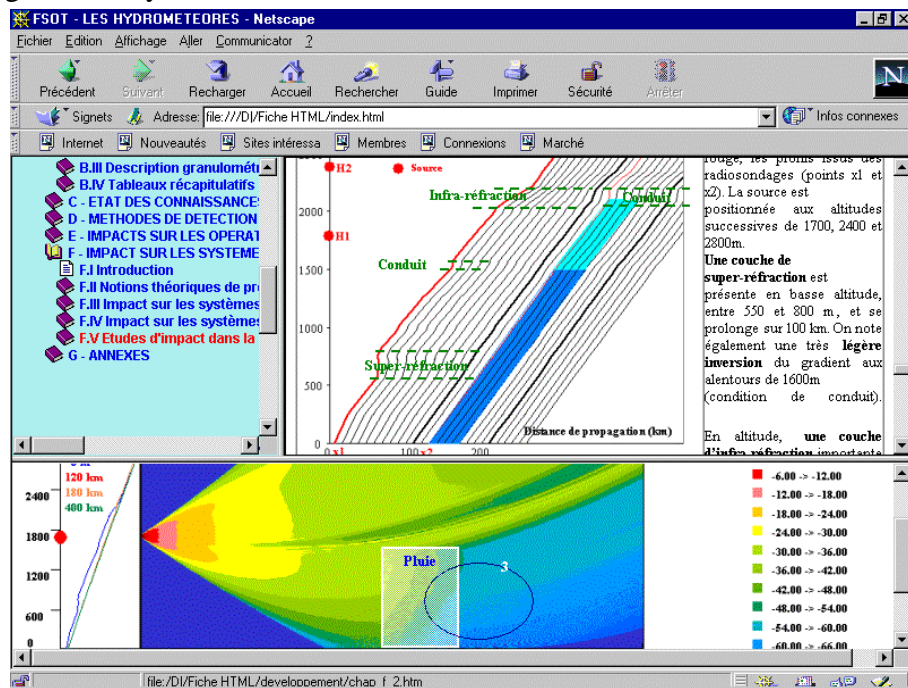 FSOT - LES HYDROMETEORES - Netscape
Fichier Edition Affichage Aller Communicator ?
Précédent Suivant Recharger Accueil Rechercher Guide Imprimer Sécurité Arrêter
N
Signets Adresse: file:///D|/Fiche HTML/index.html Infos connexes
Internet Nouveautés Sites intéressa Membres Connexions Marché
B.III Description granulomét
B.IV Tableaux récapitulatifs
C - ETAT DES CONNAISSANCE
D - METHODES DE DETECTION
E - IMPACTS SUR LES OPERAT
F - IMPACT SUR LES SYSTEME
F.I Introduction
F.II Notions théoriques de pr
F.III Impact sur les systèmes
F.IV Impact sur les systèmes
F.V Etudes d'impact dans la
G - ANNEXES
H2 Source
Infra-réfraction
Conduit
2000
H1
Conduit
1500
1000
Super-réfraction
500
Distance de propagation (km)
0
x1 100 x2 200
rouge, les profils issus des
radiosondages (points x1 et
x2). La source est
positionnée aux altitudes
successives de 1700, 2400 et
2800m.
Une couche de
super-réfraction est
présente en basse altitude,
entre 550 et 800 m, et se
prolonge sur 100 km. On note
également une très légère
inversion du gradient aux
alentours de 1600m
(condition de conduit).
En altitude, une couche
d'infra-réfraction importante
120 km
180 km
400 km
2400
1800
1200
600
0
Pluie
3
-6.00 -> -12.00
-12.00 -> -18.00
-18.00 -> -24.00
-24.00 -> -30.00
-30.00 -> -36.00
-36.00 -> -42.00
-42.00 -> -48.00
-48.00 -> -54.00
-54.00 -> -60.00
-60.00 -> -66.00
file:/D|/Fiche HTML/developpement/chap_f_2.htm